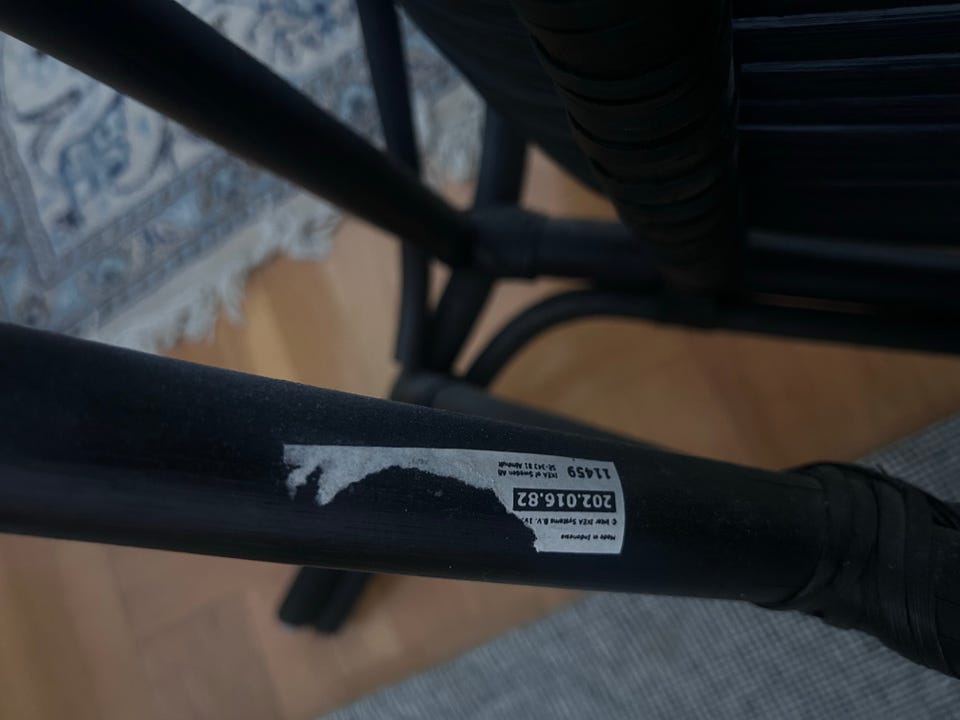 Made in Indonesia
© Inter IKEA Systems B.V.
202.016.82
11459
IKEA of Sweden AB
SE-343 81 Älmhult